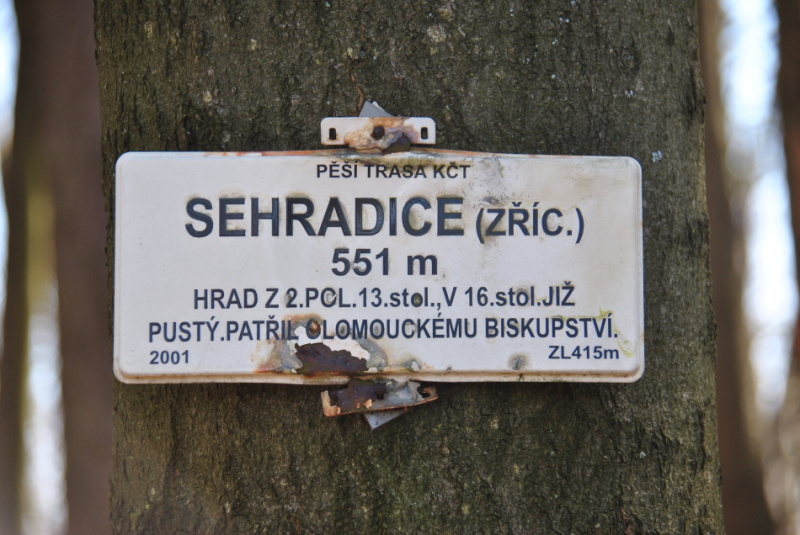 PĚŠÍ TRASA KČT
SEHRADICE (ZŘÍC.)
551 m
HRAD Z 2.POL.13.stol.,V 16.stol.JIŽ
PUSTÝ.PATŘIL OLOMOUCKÉMU BISKUPSTVÍ.
2001 ZL415m